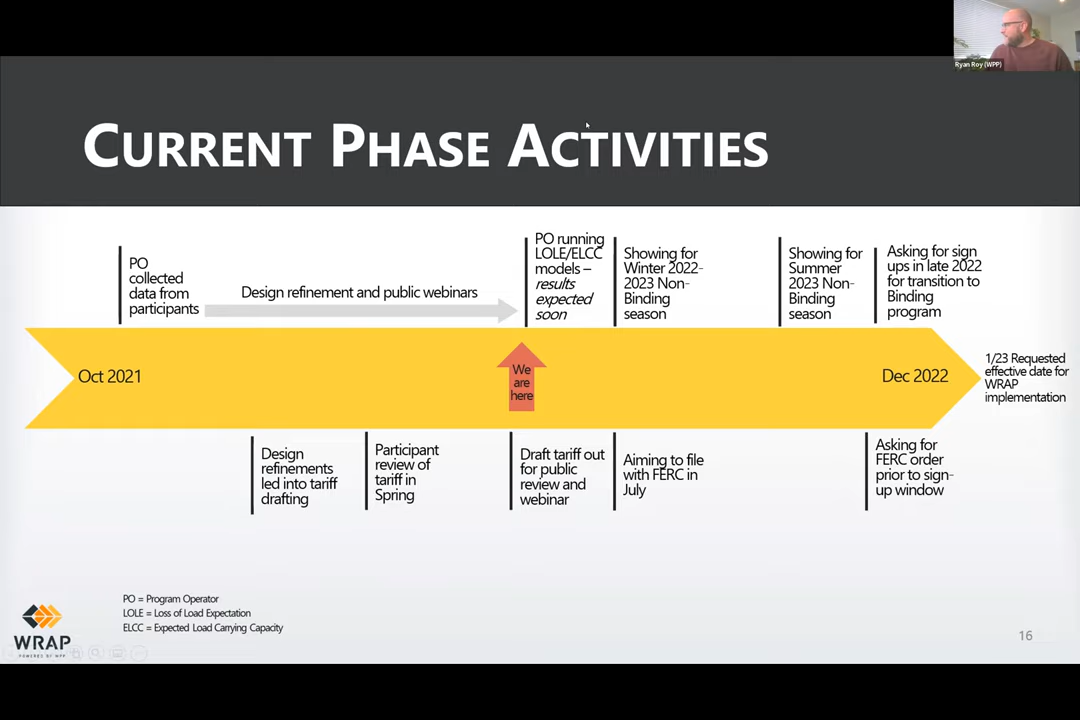 Ryan Roy (WPP)
CURRENT PHASE ACTIVITIES
PO
collected
data from
participants
Design refinement and public webinars
PO running
LOLE/ELCC
models –
results
expected
soon
Showing for
Winter 2022-
2023 Non-
Binding
season
Showing for
Summer
2023 Non-
Binding
season
Asking for sign
ups in late 2022
for transition to
Binding
program
Oct 2021
We
are
here
Dec 2022
1/23 Requested
effective date for
WRAP
implementation
Design
refinements
led into tariff
drafting
Participant
review of
tariff in
Spring
Draft tariff out
for public
review and
webinar
Aiming to file
with FERC in
July
Asking for
FERC order
prior to sign-
up window
PO = Program Operator
LOLE = Loss of Load Expectation
ELCC = Expected Load Carrying Capacity
WRAP
POWERED BY WPP
16